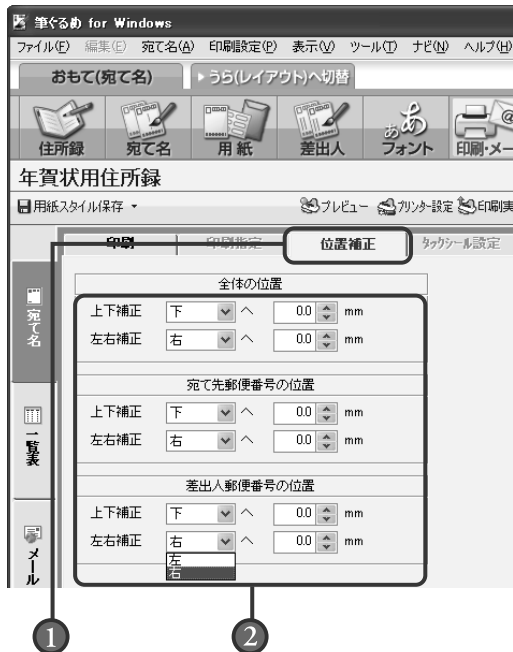 筆ぐるめ for Windows
ファイル(F) 編集(E) 宛て名(A) 印刷設定(P) 表示(V) ツール(T) ナビ(N) ヘルプ(H)
おもて(宛て名) うら(レイアウト)へ切替
住所録 宛て名 用紙 差出人 フォント 印刷・メー
年賀状用住所録
用紙スタイル保存 プレビュー プリンター設定 印刷実
印刷 印刷指定 位置補正 タックシール設定
宛て名
一覧表
メール
全体の位置
上下補正 下 へ 0.0 mm
左右補正 右 へ 0.0 mm
宛て先郵便番号の位置
上下補正 下 へ 0.0 mm
左右補正 右 へ 0.0 mm
差出人郵便番号の位置
上下補正 下 へ 0.0 mm
左右補正 右 へ 0.0 mm
左
右
1 2